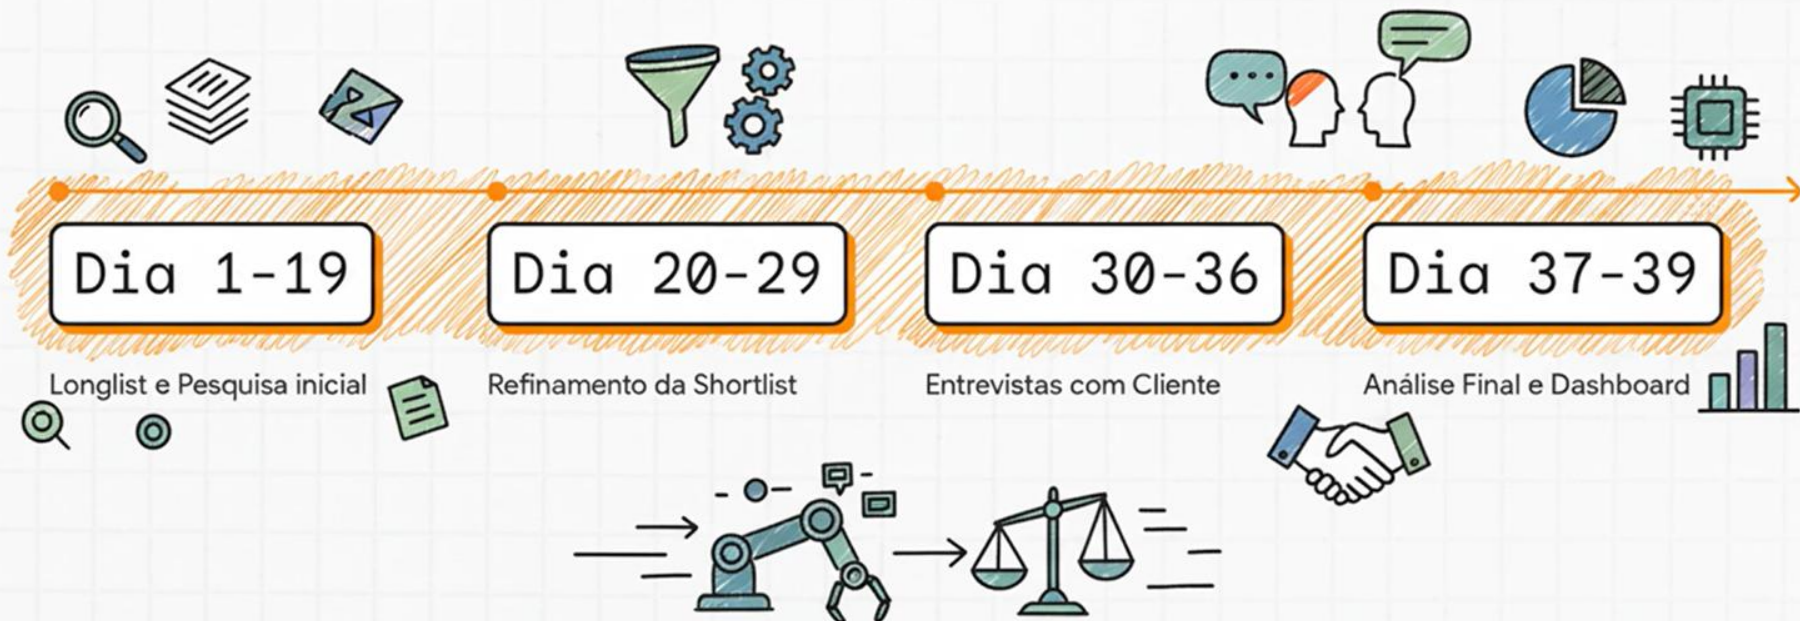 Dia 1-19
Dia 20-29
Dia 30-36
Dia 37-39
Longlist e Pesquisa inicial
Refinamento da Shortlist
Entrevistas com Cliente
Análise Final e Dashboard